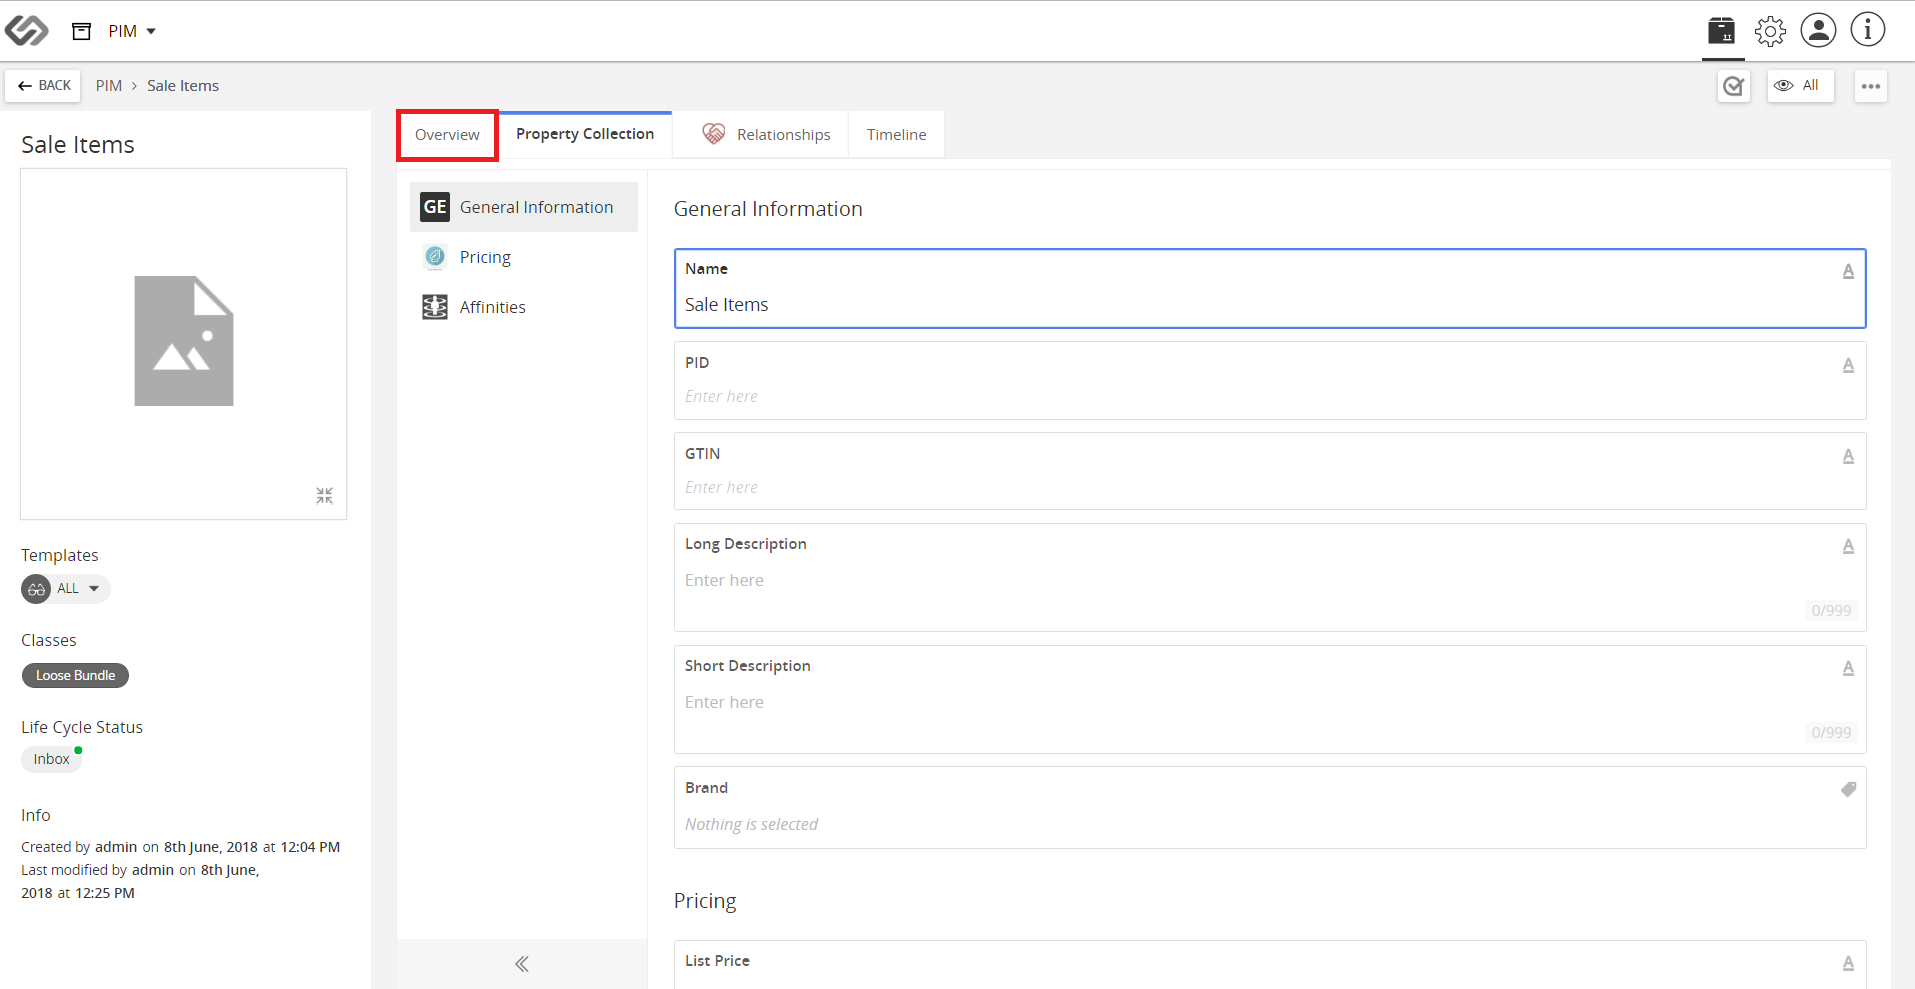 PIM
BACK PIM > Sale Items
All
Sale Items
Templates
ALL
Classes
Loose Bundle
Life Cycle Status
Inbox
Info
Created by admin on 8th June, 2018 at 12:04 PM
Last modified by admin on 8th June,
2018 at 12:25 PM
Overview Property Collection Relationships Timeline
GE General Information
Pricing
Affinities
General Information
Name
Sale Items
PID
Enter here
GTIN
Enter here
Long Description
Enter here
0/999
Short Description
Enter here
0/999
Brand
Nothing is selected
Pricing
List Price